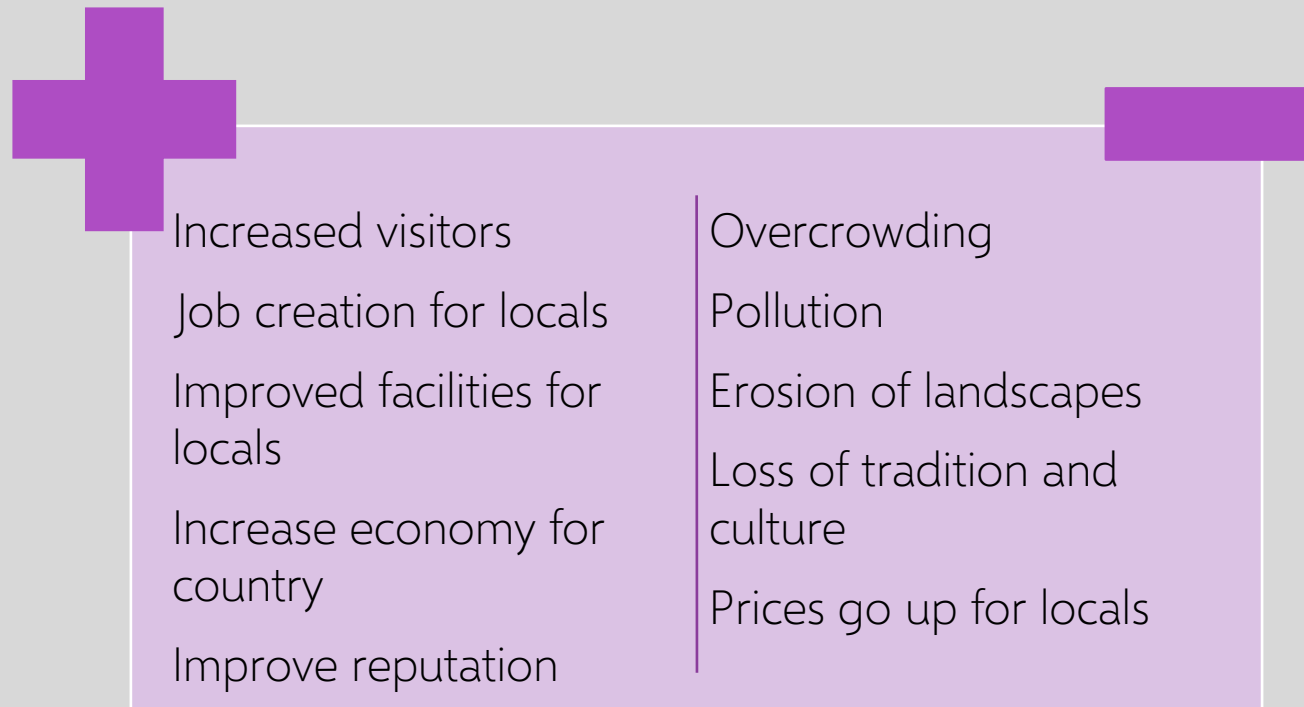 Increased visitors
Job creation for locals
Improved facilities for
locals
Increase economy for
country
Improve reputation
Overcrowding
Pollution
Erosion of landscapes
Loss of tradition and
culture
Prices go up for locals